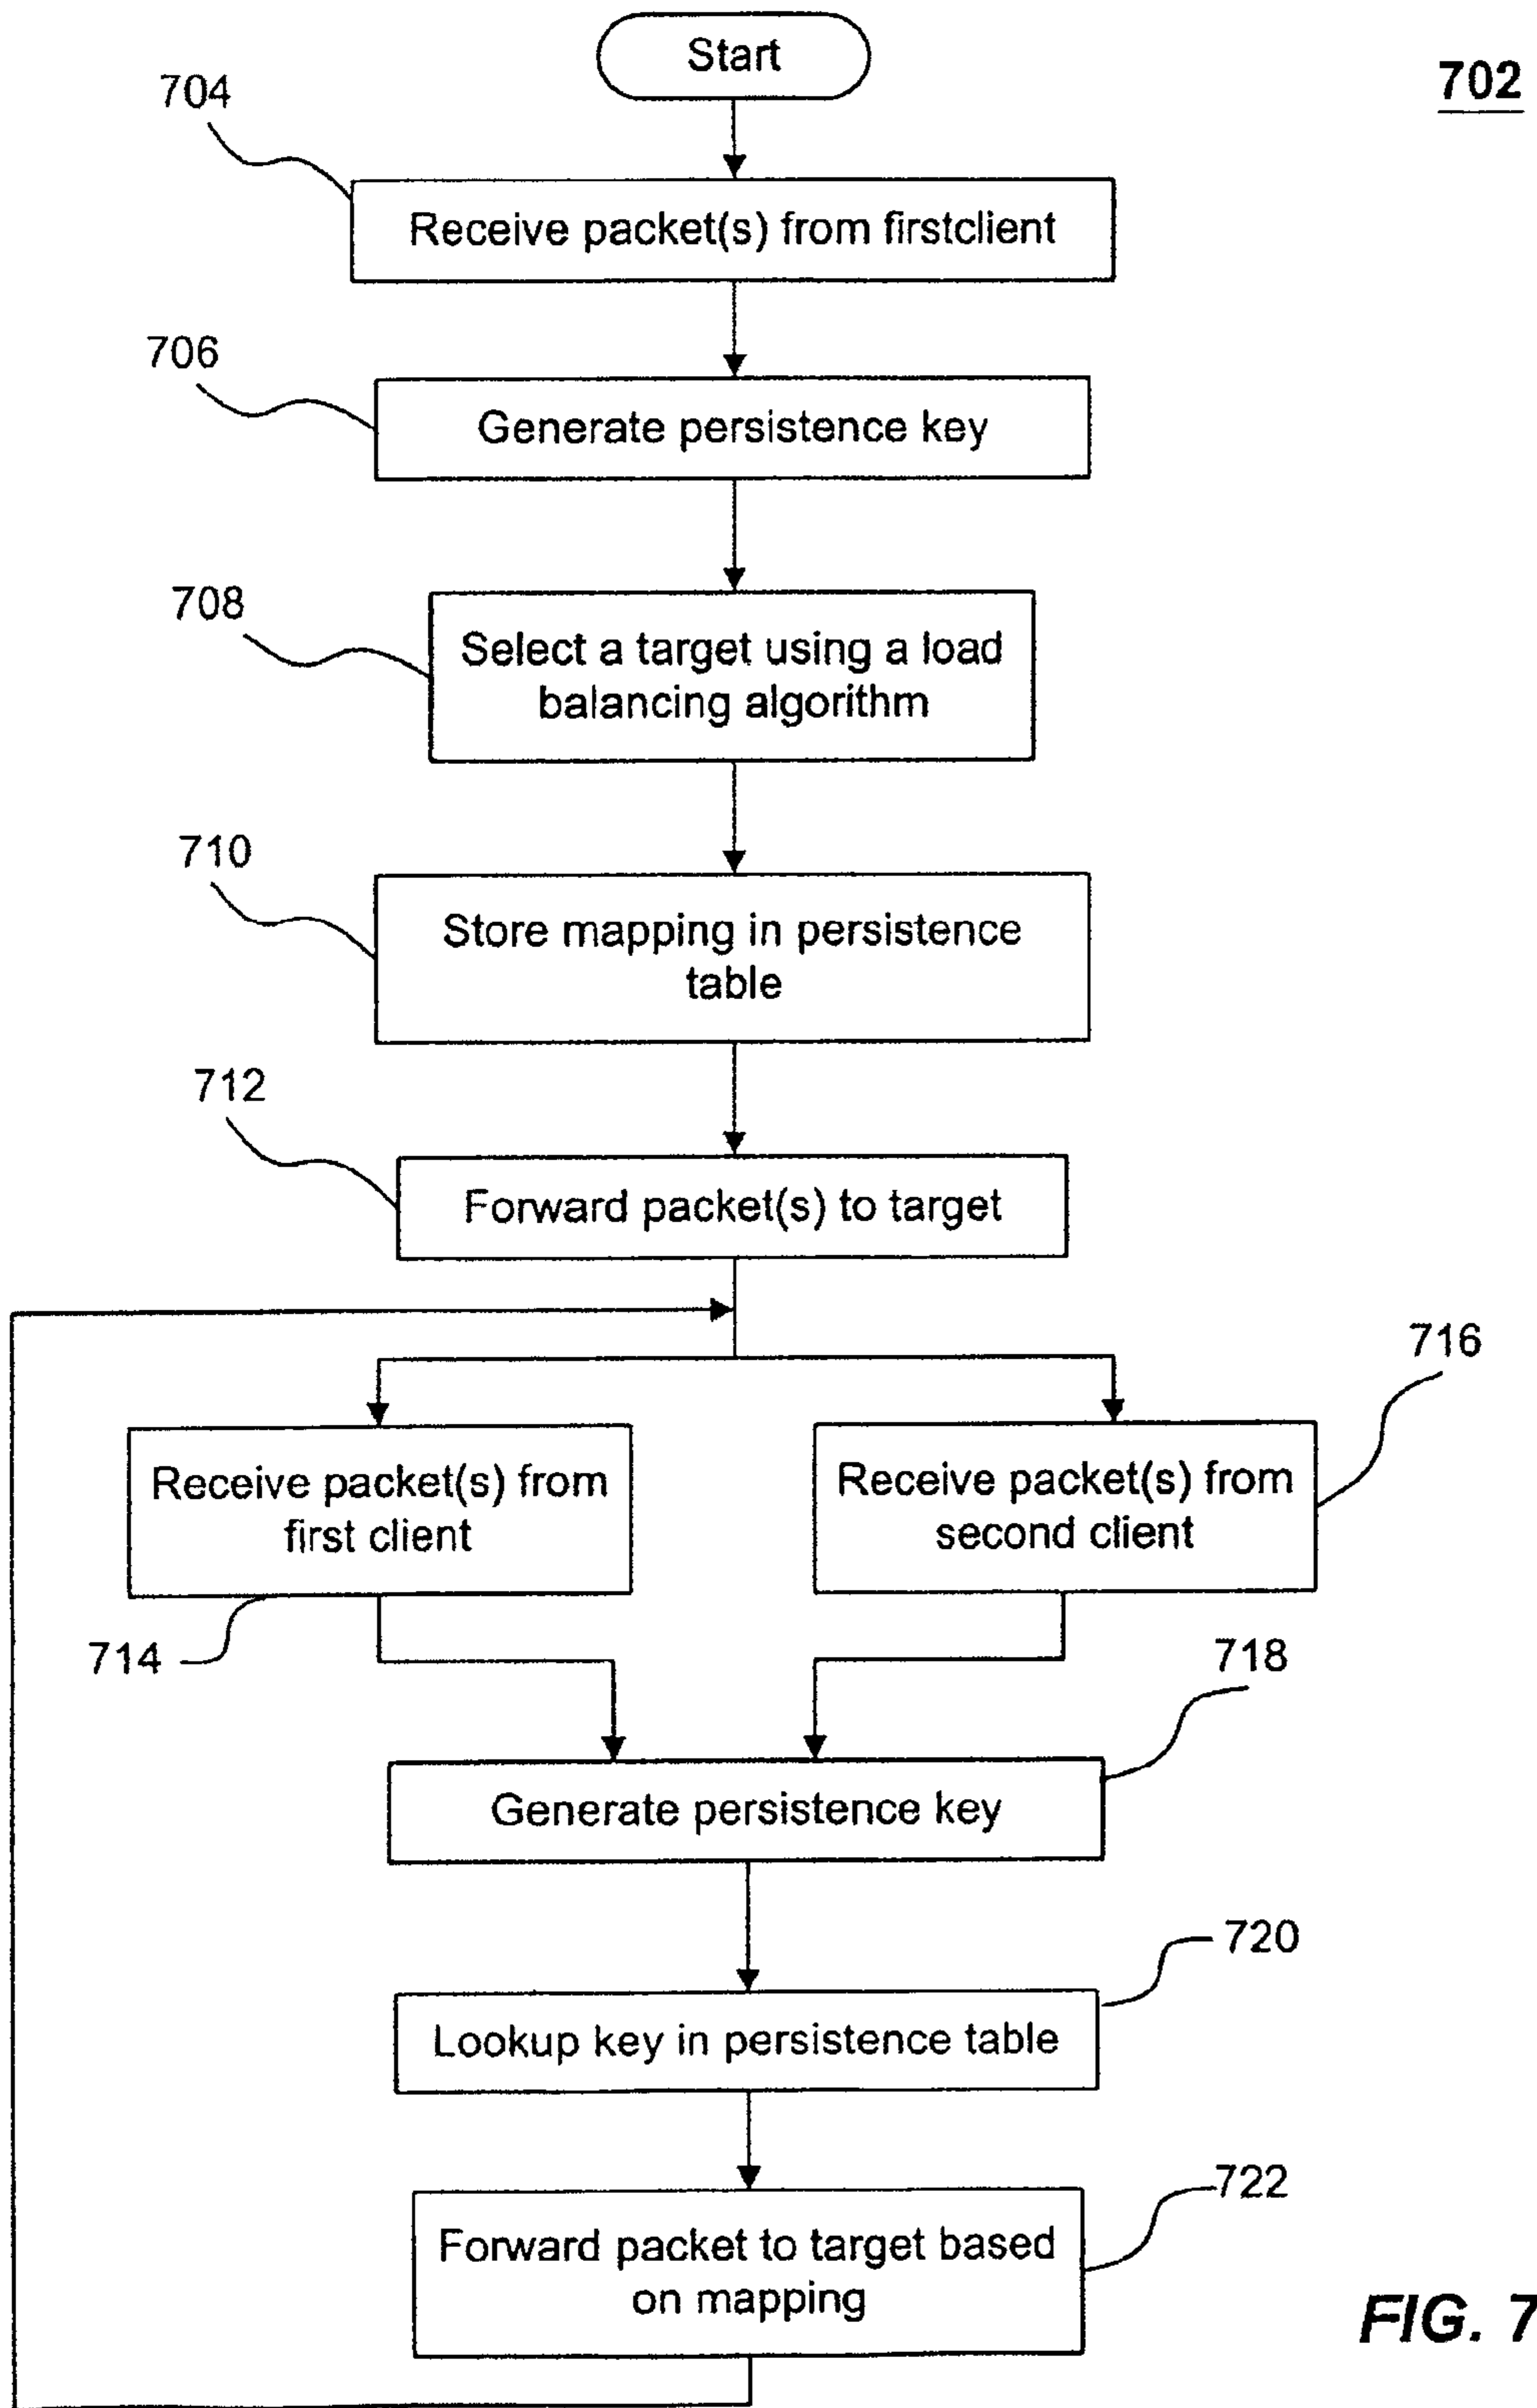 Start
702
704
Receive packet(s) from firstclient
706
Generate persistence key
708
Select a target using a load
balancing algorithm
710
Store mapping in persistence
table
712
Forward packet(s) to target
716
Receive packet(s) from
first client
Receive packet(s) from
second client
714
718
Generate persistence key
720
Lookup key in persistence table
722
Forward packet to target based
on mapping
FIG. 7